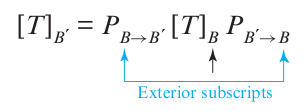 [T]_{B′} = P_{B→B′} [T]_B P_{B′→B}
Exterior subscripts